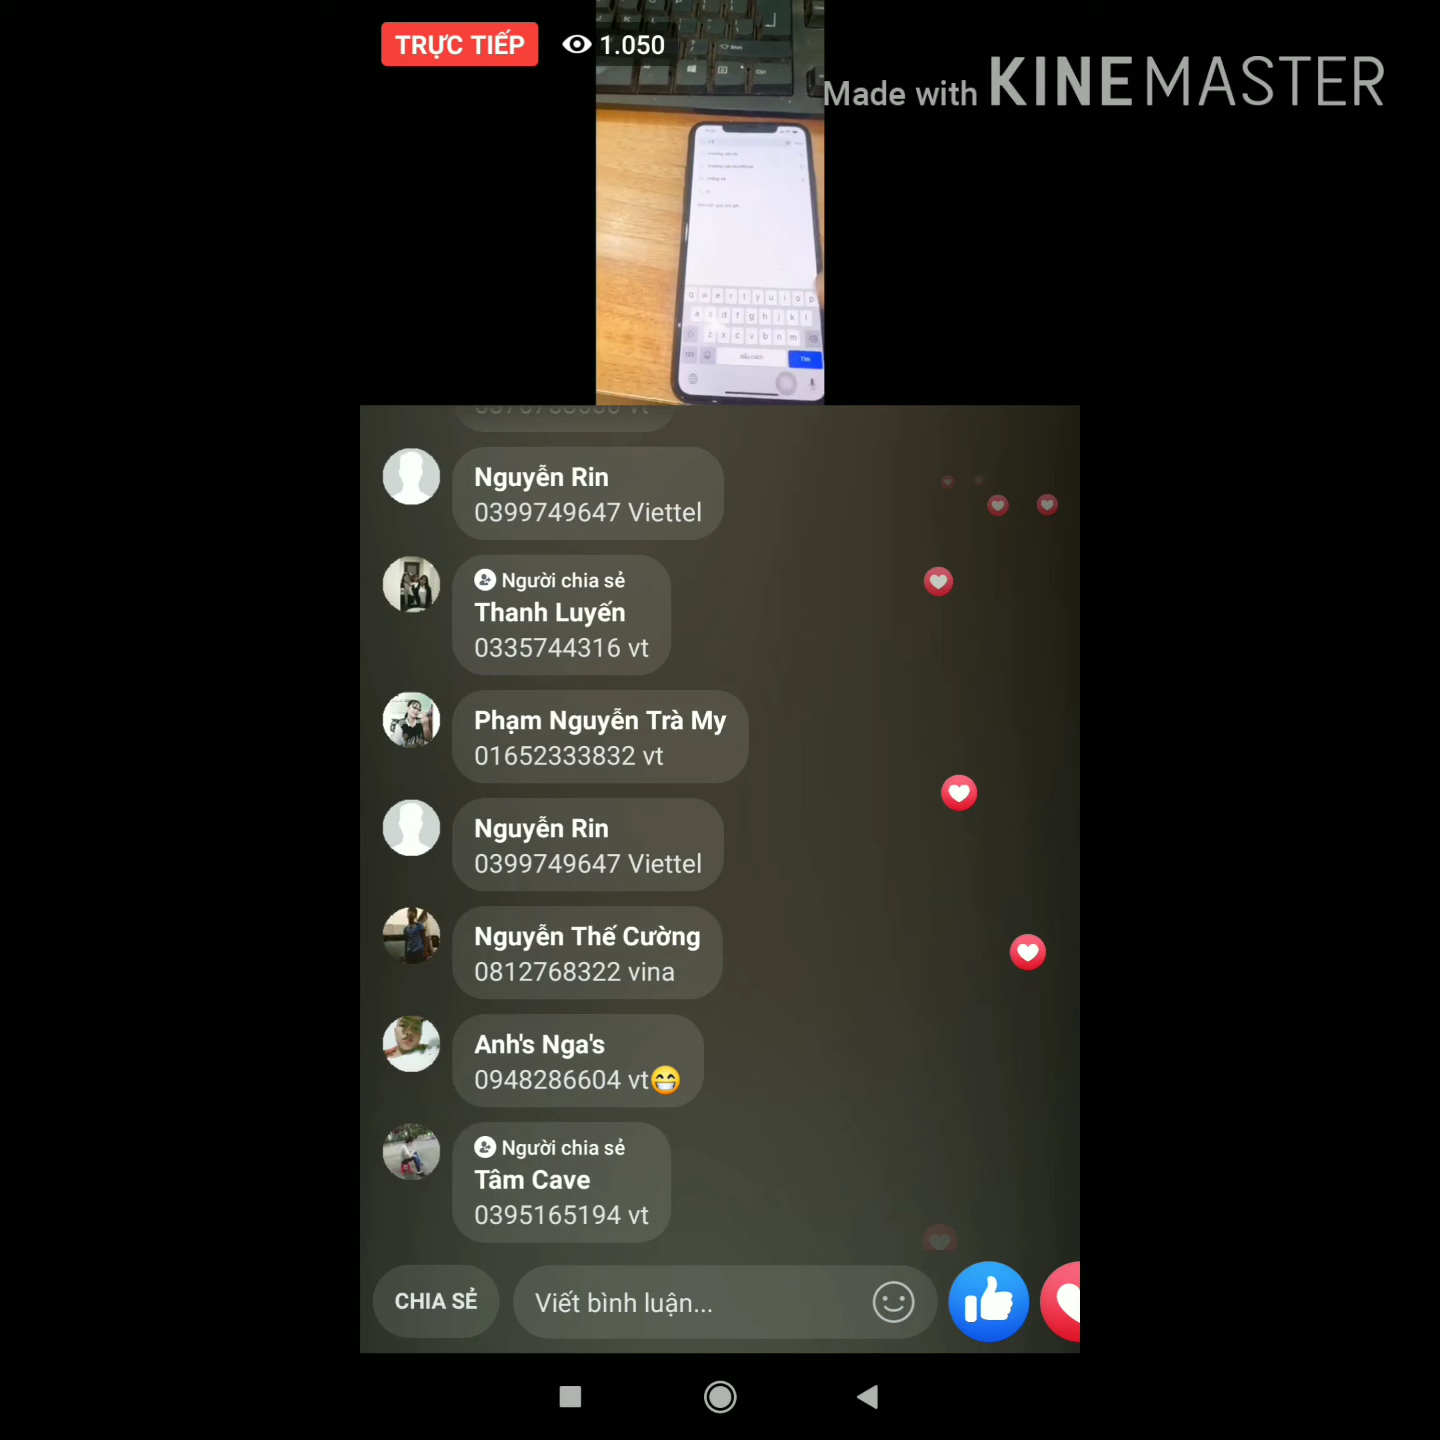 TRỰC TIẾP
1.050
Made with KINEMASTER
Nguyễn Rin
0399749647 Viettel
Người chia sẻ
Thanh Luyến
0335744316 vt
Phạm Nguyễn Trà My
01652333832 vt
Nguyễn Rin
0399749647 Viettel
Nguyễn Thế Cường
0812768322 vina
Anh's Nga's
0948286604 vt😁
Người chia sẻ
Tâm Cave
0395165194 vt
CHIA SẺ
Viết bình luận...